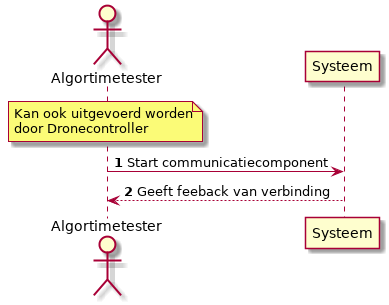 Algortimetester
Systeem
Kan ook uitgevoerd worden
door Dronecontroller
1 Start communicatiecomponent
2 Geeft feeback van verbinding
Algortimetester
Systeem